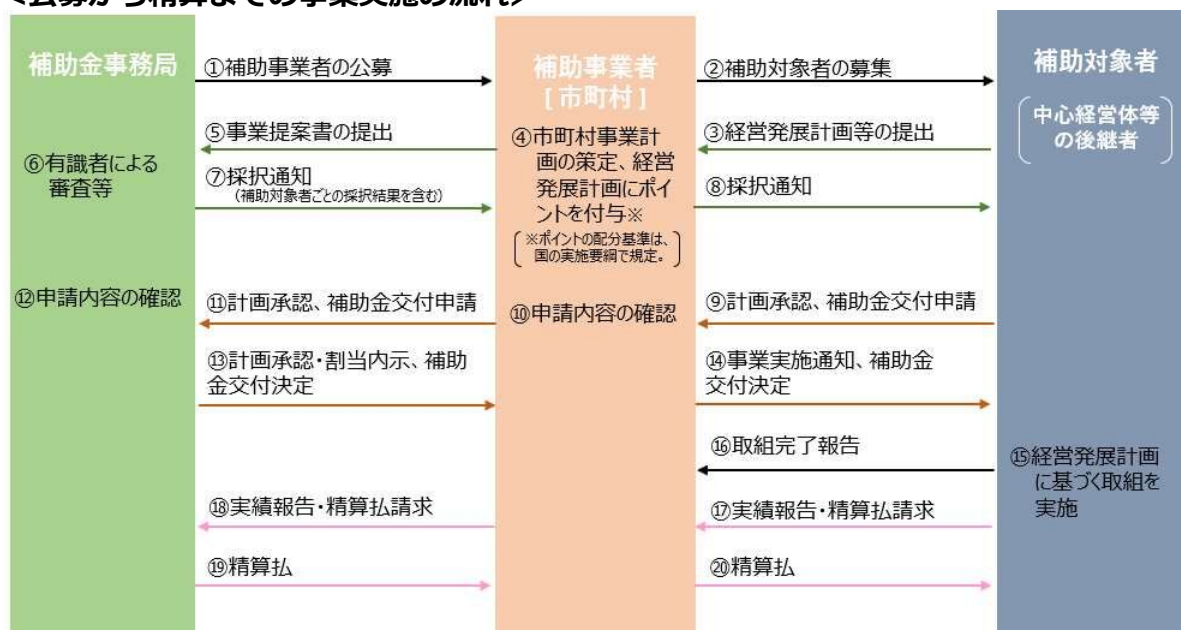 <公募から精算までの事業実施の流れ>
補助金事務局
①補助事業者の公募
補助事業者
[市町村]
②補助対象者の募集
補助対象者
中心経営体等
の後継者
⑤事業提案書の提出
④市町村事業計
画の策定、経営
発展計画にポイ
ントを付与※
※ポイントの配分基準は、
国の実施要綱で規定。
③経営発展計画等の提出
⑥有識者による
審査等
⑦採択通知
(補助対象者ごとの採択結果を含む)
⑧採択通知
⑫申請内容の確認
⑪計画承認、補助金交付申請
⑩申請内容の確認
⑨計画承認、補助金交付申請
⑬計画承認・割当内示、補助
金交付決定
⑭事業実施通知、補助金
交付決定
⑯取組完了報告
⑮経営発展計画
に基づく取組を
実施
⑱実績報告・精算払請求
⑰実績報告・精算払請求
⑲精算払
⑳精算払